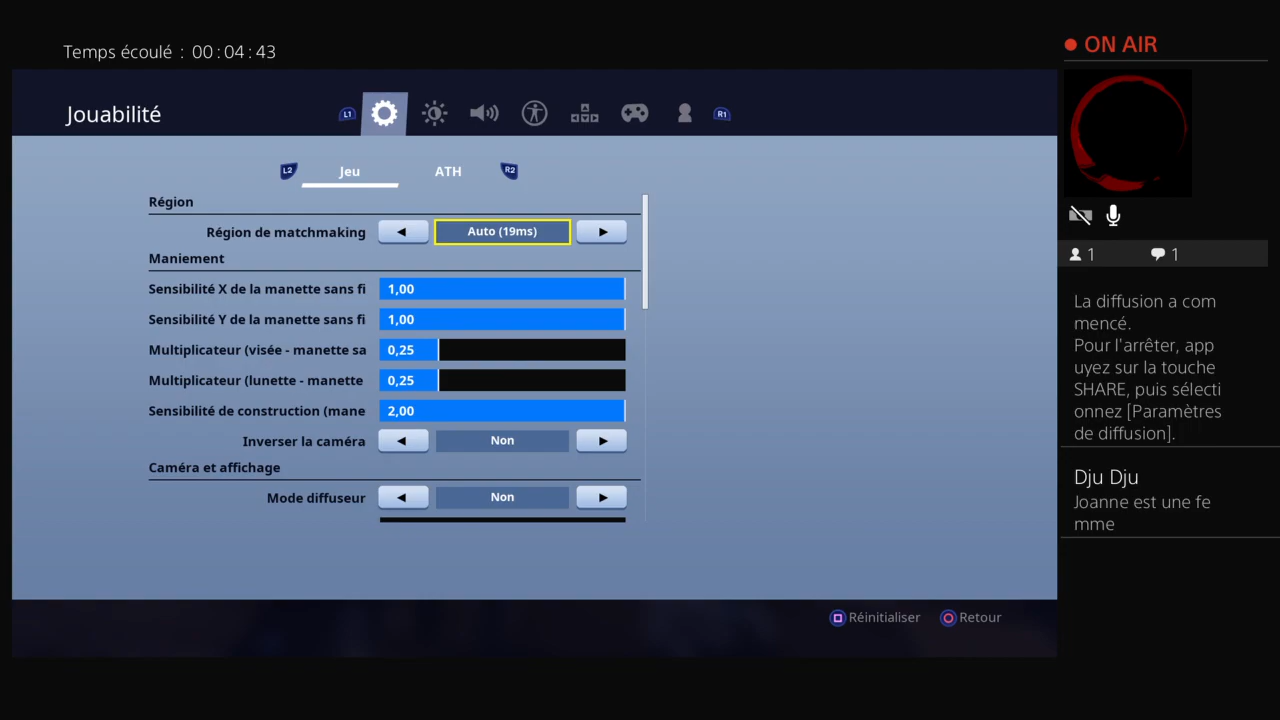 Temps écoulé : 00:04:43
ON AIR
Jouabilité
L1
R1
L2
Jeu
ATH
R2
Région
Région de matchmaking
Auto (19ms)
Maniement
Sensibilité X de la manette sans fi
1,00
Sensibilité Y de la manette sans fi
1,00
Multiplicateur (visée - manette sa
0,25
Multiplicateur (lunette - manette
0,25
Sensibilité de construction (mane
2,00
Inverser la caméra
Non
Caméra et affichage
Mode diffuseur
Non
Réinitialiser
Retour
1
1
La diffusion a com
mencé.
Pour l'arrêter, app
uyez sur la touche
SHARE, puis sélecti
onnez [Paramètres
de diffusion].
Dju Dju
Joanne est une fe
mme